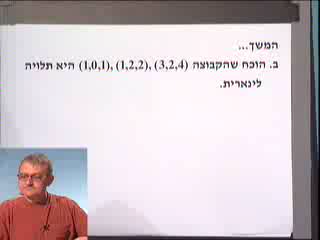 המשך...
ב. הוכח שהקבוצה (1,0,1), (1,2,2), (3,2,4) היא תלויה
לינארית.